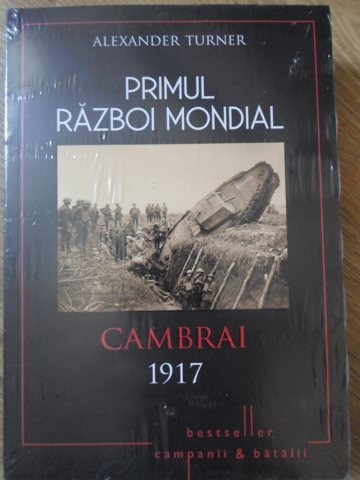 ALEXANDER TURNER
PRIMUL
RĂZBOI MONDIAL
CAMBRAI
1917
bestseller
campanii & bătălii